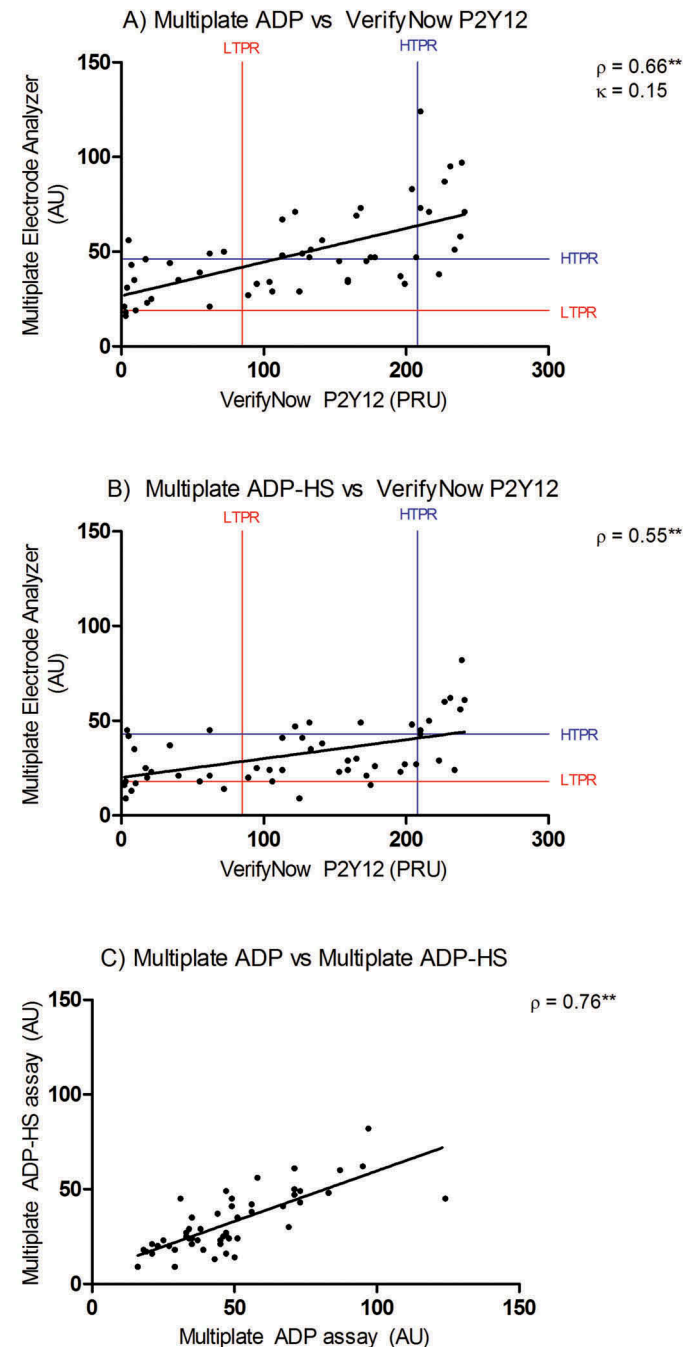 A) Multiplate ADP vs VerifyNow P2Y12
LTPR
HTPR
ρ = 0.66**
κ = 0.15
150
100
50
0
Multiplate Electrode Analyzer
(AU)
HTPR
LTPR
0
100
200
300
VerifyNow P2Y12 (PRU)
B) Multiplate ADP-HS vs VerifyNow P2Y12
LTPR
HTPR
ρ = 0.55**
150
100
50
0
Multiplate Electrode Analyzer
(AU)
HTPR
LTPR
0
100
200
300
VerifyNow P2Y12 (PRU)
C) Multiplate ADP vs Multiplate ADP-HS
ρ = 0.76**
150
100
50
0
Multiplate ADP-HS assay (AU)
0
50
100
150
Multiplate ADP assay (AU)